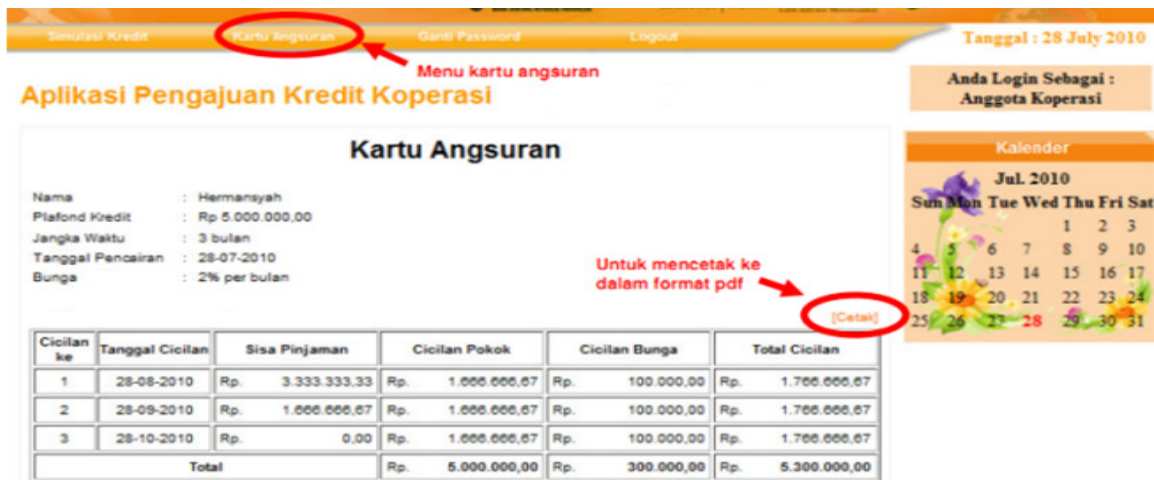 Simulasi Kredit Kartu Angsuran Ganti Password Logout
Tanggal : 28 July 2010
Menu kartu angsuran
Aplikasi Pengajuan Kredit Koperasi
Anda Login Sebagai :
Anggota Koperasi
Kartu Angsuran
Nama : Hermansyah
Plafond Kredit : Rp 5.000.000,00
Jangka Waktu : 3 bulan
Tanggal Pencairan : 28-07-2010
Bunga : 2% per bulan
Untuk mencetak ke
dalam format pdf
[Cetak]
Cicilan ke Tanggal Cicilan Sisa Pinjaman Cicilan Pokok Cicilan Bunga Total Cicilan
1 28-08-2010 Rp. 3.333.333,33 Rp. 1.666.666,67 Rp. 100.000,00 Rp. 1.766.666,67
2 28-09-2010 Rp. 1.666.666,67 Rp. 1.666.666,67 Rp. 100.000,00 Rp. 1.766.666,67
3 28-10-2010 Rp. 0,00 Rp. 1.666.666,67 Rp. 100.000,00 Rp. 1.766.666,67
Total Rp. 5.000.000,00 Rp. 300.000,00 Rp. 5.300.000,00
Kalender
Jul. 2010
Sun Mon Tue Wed Thu Fri Sat
1 2 3
4 5 6 7 8 9 10
11 12 13 14 15 16 17
18 19 20 21 22 23 24
25 26 27 28 29 30 31